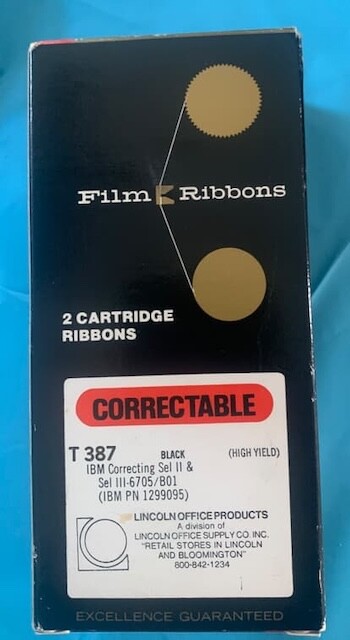 Film Ribbons
2 CARTRIDGE
RIBBONS
CORRECTABLE
T 387 BLACK (HIGH YIELD)
IBM Correcting Sel II &
Sel III-6705/B01
(IBM PN 1299095)
LINCOLN OFFICE PRODUCTS
A division of
LINCOLN OFFICE SUPPLY CO. INC.
"RETAIL STORES IN LINCOLN
AND BLOOMINGTON"
800-842-1234
EXCELLENCE GUARANTEED